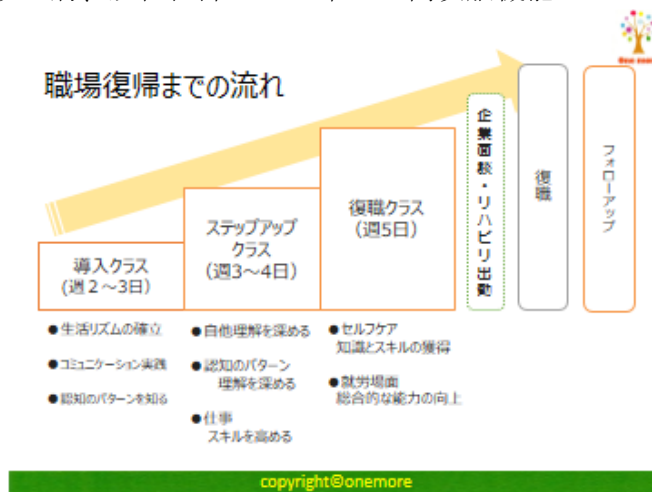 職場復帰までの流れ
導入クラス
(週２～3日)
ステップアップ
クラス
(週3～4日)
復職クラス
(週5日)
企業面談・リハビリ出勤
復職
フォローアップ
●生活リズムの確立
●コミュニケーション実践
●認知のパターンを知る
●自他理解を深める
●認知のパターン
理解を深める
●仕事
スキルを高める
●セルフケア
知識とスキルの獲得
●就労場面
総合的な能力の向上
copyright©onemore